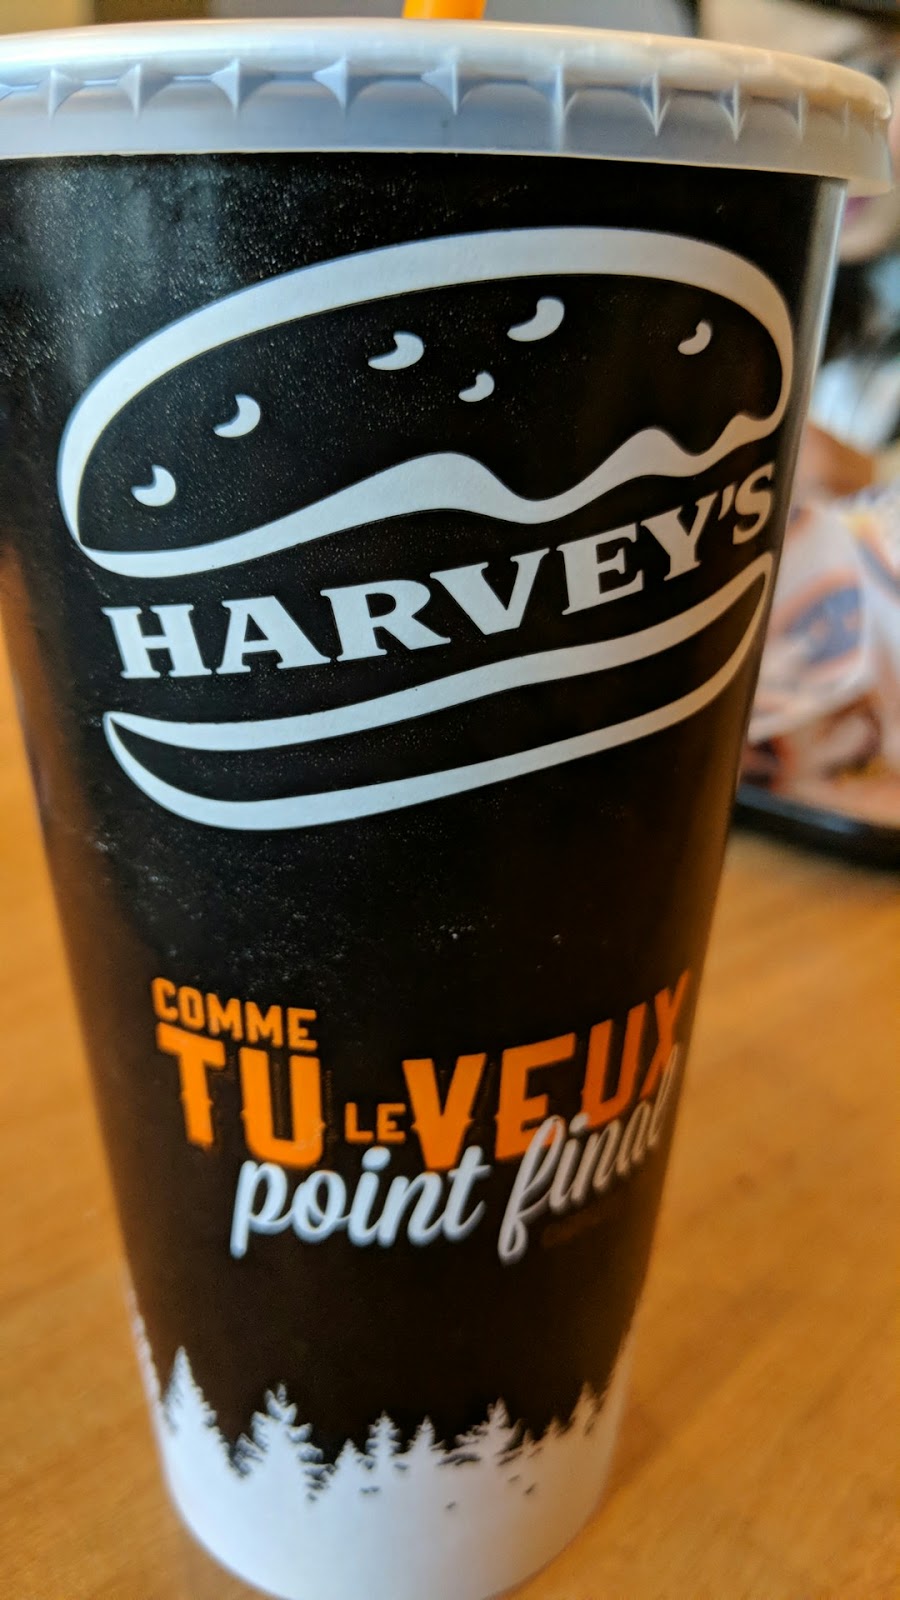 HARVEY'S
COMME
TU LE VEUX
point final